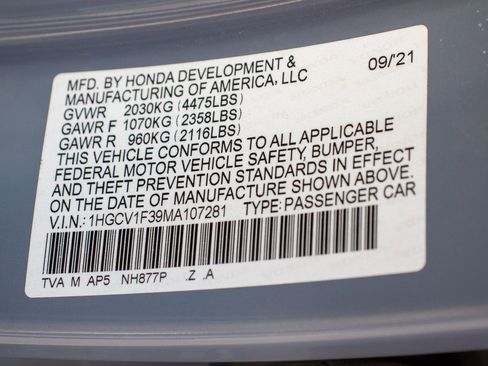 MFD. BY HONDA DEVELOPMENT & 09/21
MANUFACTURING OF AMERICA, LLC
GVWR 2030KG (4475LBS)
GAWR F 1070KG (2358LBS)
GAWR R 960KG (2116LBS)
THIS VEHICLE CONFORMS TO ALL APPLICABLE
FEDERAL MOTOR VEHICLE SAFETY, BUMPER,
AND THEFT PREVENTION STANDARDS IN EFFECT
ON THE DATE OF MANUFACTURE SHOWN ABOVE.
V.I.N.: 1HGCV1F39MA107281 TYPE: PASSENGER CAR
TVA M AP5 NH877P .Z .A